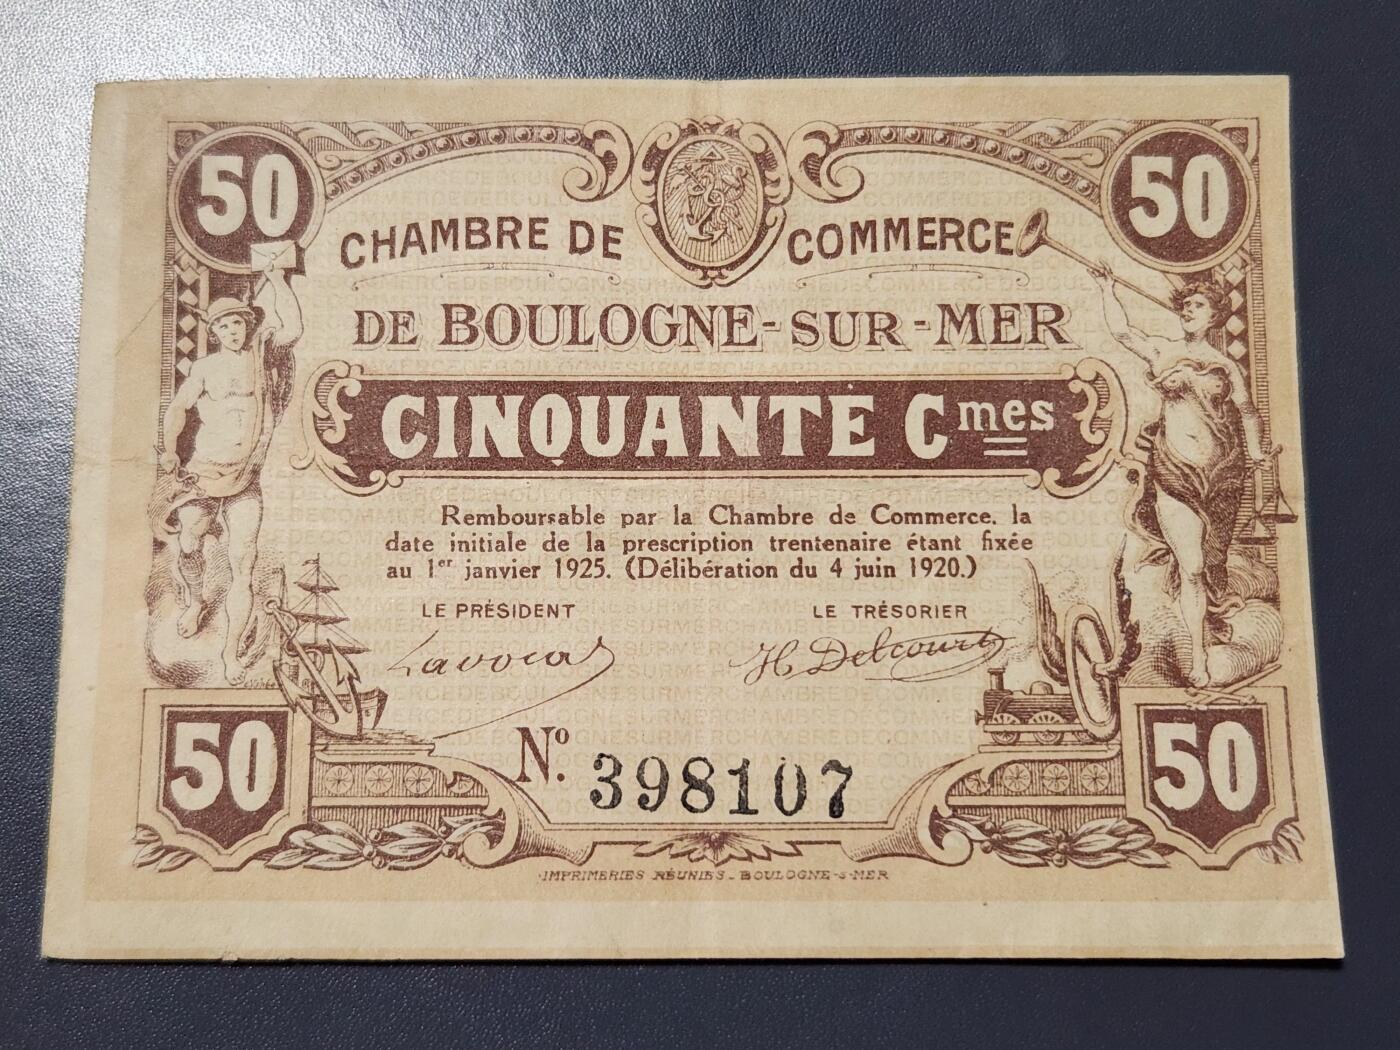 50
50
CHAMBRE DE COMMERCE
DE BOULOGNE-SUR-MER
CINQUANTE Cmes
Remboursable par la Chambre de Commerce, la
date initiale de la prescription trentenaire étant fixée
au 1er janvier 1925. (Délibération du 4 juin 1920.)
LE PRÉSIDENT
LE TRÉSORIER
Lavocat
H Delcourt
50
No. 398107
50
IMPRIMERIES RÉUNIES - BOULOGNE-S-MER